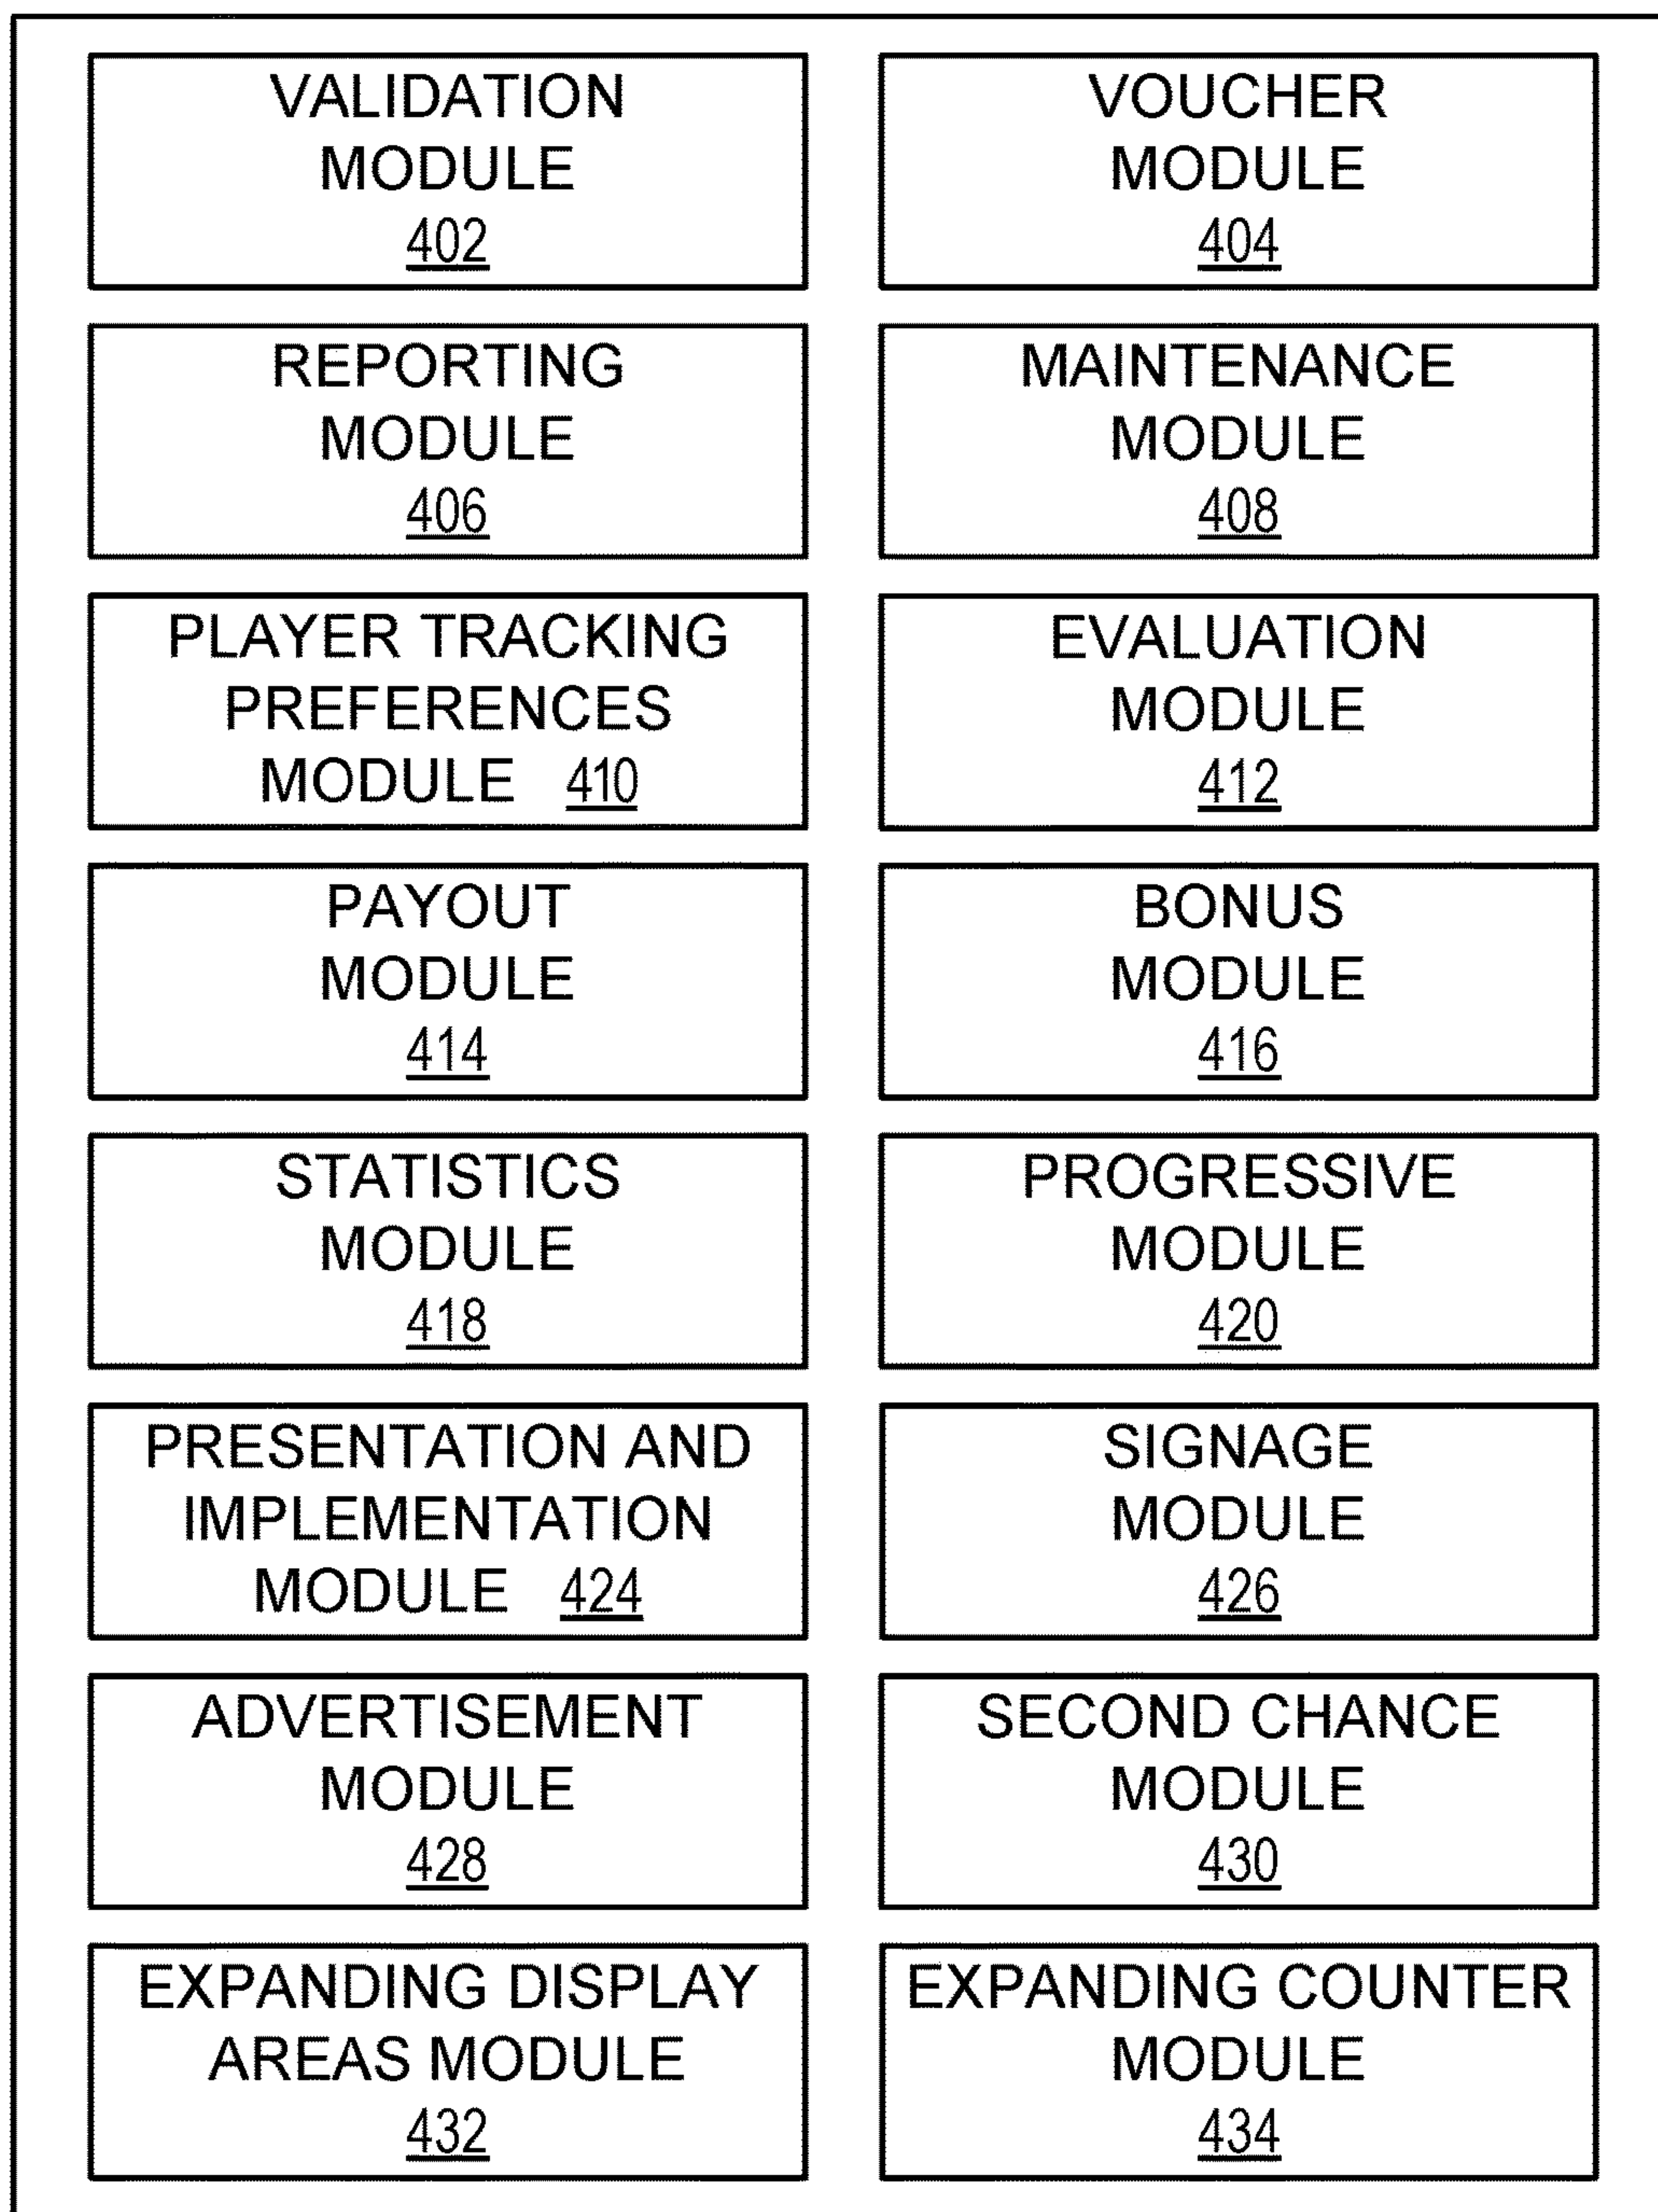 VALIDATION
MODULE
402
VOUCHER
MODULE
404
REPORTING
MODULE
406
MAINTENANCE
MODULE
408
PLAYER TRACKING
PREFERENCES
MODULE 410
EVALUATION
MODULE
412
PAYOUT
MODULE
414
BONUS
MODULE
416
STATISTICS
MODULE
418
PROGRESSIVE
MODULE
420
PRESENTATION AND
IMPLEMENTATION
MODULE 424
SIGNAGE
MODULE
426
ADVERTISEMENT
MODULE
428
SECOND CHANCE
MODULE
430
EXPANDING DISPLAY
AREAS MODULE
432
EXPANDING COUNTER
MODULE
434